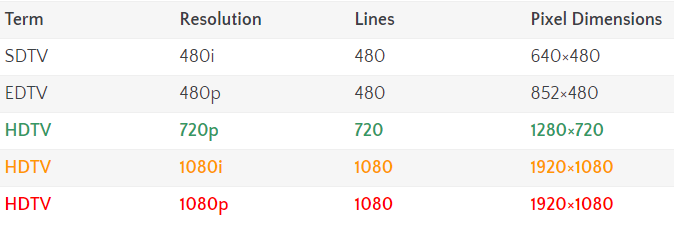 Term Resolution Lines Pixel Dimensions
SDTV 480i 480 640×480
EDTV 480p 480 852×480
HDTV 720p 720 1280×720
HDTV 1080i 1080 1920×1080
HDTV 1080p 1080 1920×1080